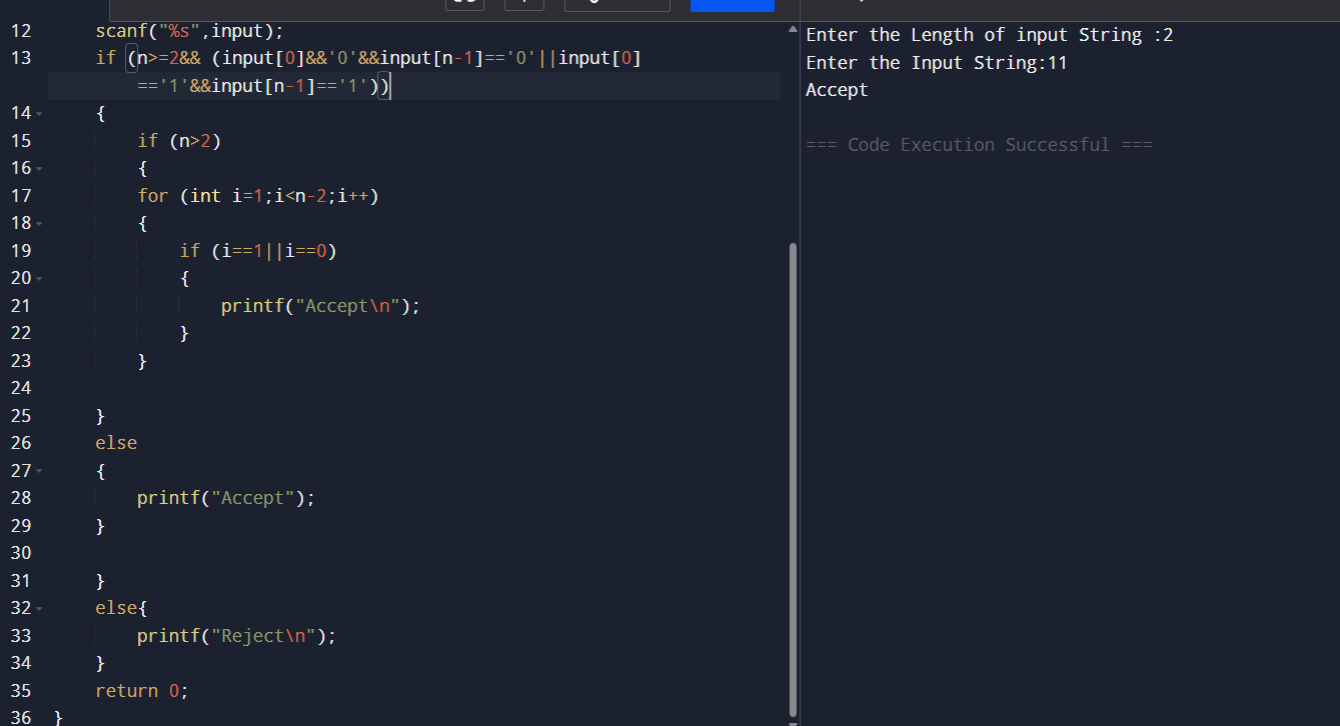 12 scanf("%s",input);
13 if (n>=2&& (input[0]&&'0'&&input[n-1]=='0'||input[0]
=='1'&&input[n-1]=='1'))
14 {
15 if (n>2)
16 {
17 for (int i=1;i<n-2;i++)
18 {
19 if (i==1||i==0)
20 {
21 printf("Accept\n");
22 }
23 }
24
25 }
26 else
27 {
28 printf("Accept");
29 }
30
31 }
32 else{
33 printf("Reject\n");
34 }
35 return 0;
36 }
Enter the Length of input String :2
Enter the Input String:11
Accept
=== Code Execution Successful ===